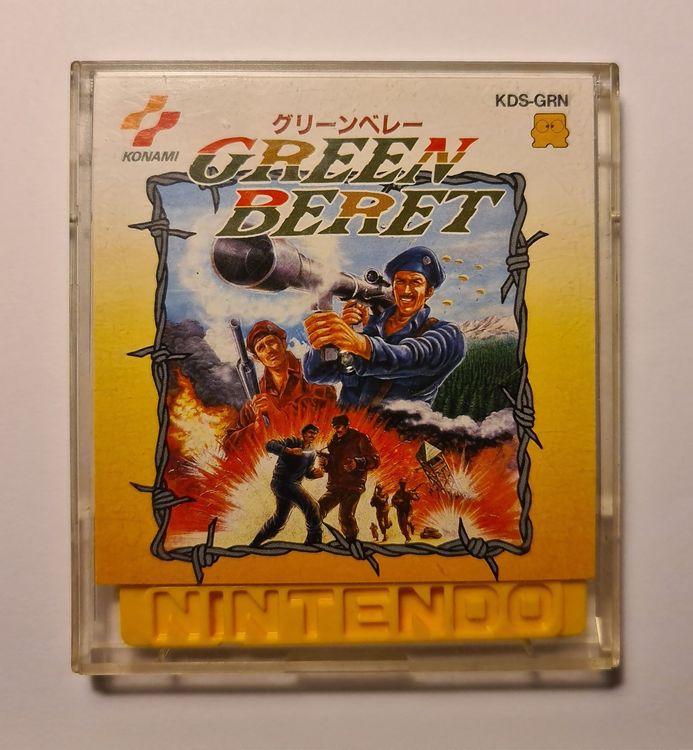 KONAMI
KDS-GRN
グリーンベレー
GREEN
BERET
NINTENDO